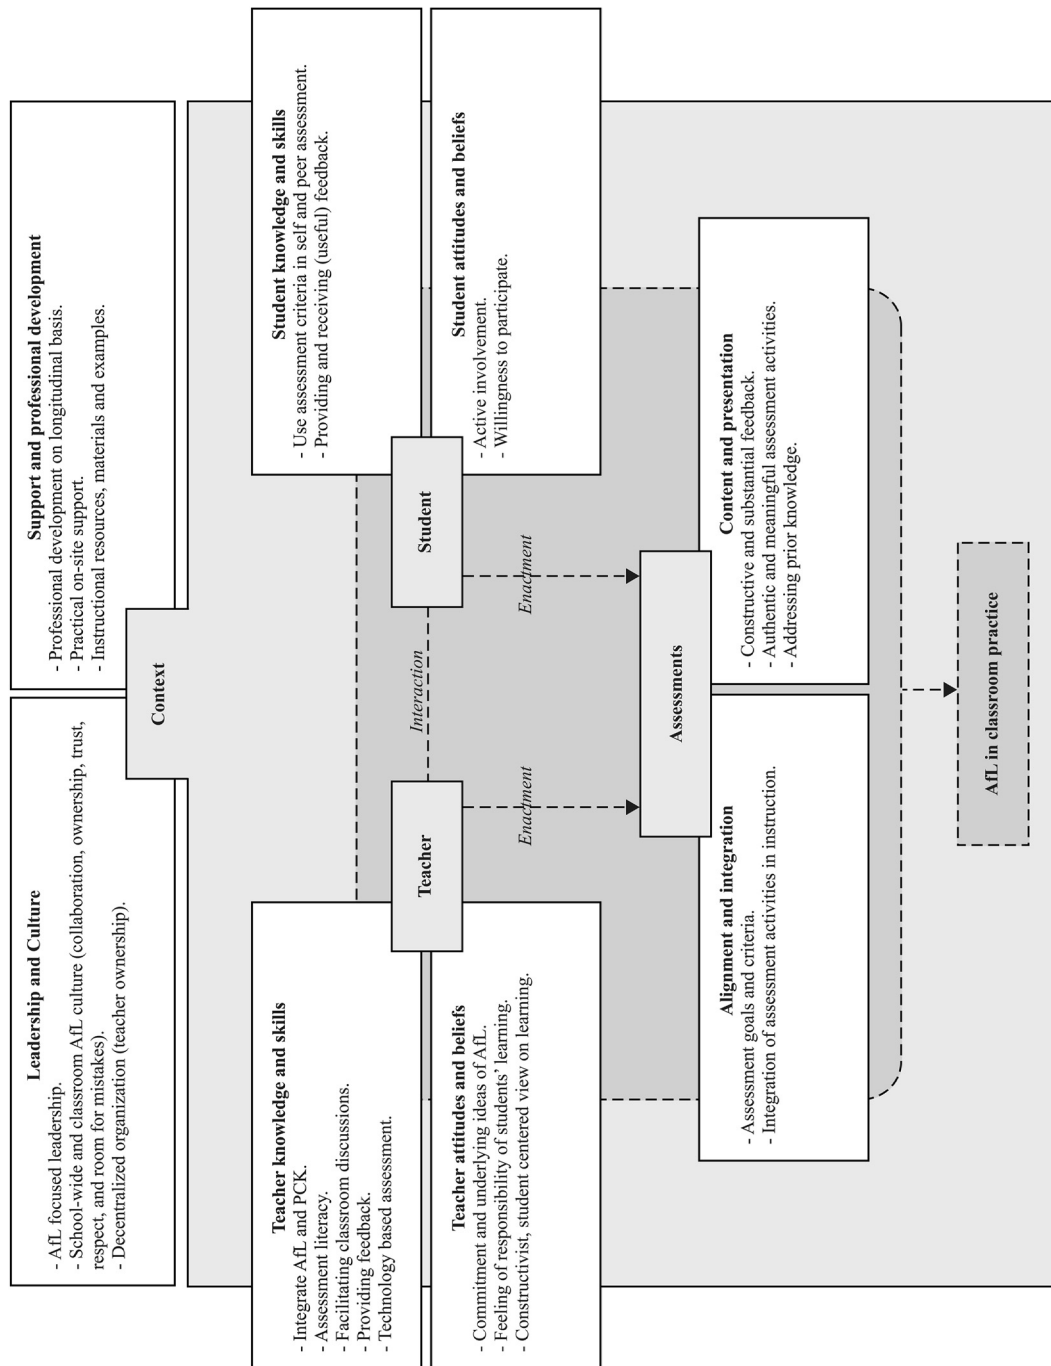 Leadership and Culture
- AfL focused leadership.
- School-wide and classroom AfL culture (collaboration, ownership, trust,
respect, and room for mistakes).
- Decentralized organization (teacher ownership).
Support and professional development
- Professional development on longitudinal basis.
- Practical on-site support.
- Instructional resources, materials and examples.
Context
Teacher knowledge and skills
- Integrate AfL and PCK.
- Assessment literacy.
- Facilitating classroom discussions.
- Providing feedback.
- Technology based assessment.
Student knowledge and skills
- Use assessment criteria in self and peer assessment.
- Providing and receiving (useful) feedback.
Teacher
Interaction
Student
Teacher attitudes and beliefs
- Commitment and underlying ideas of AfL.
- Feeling of responsibility of students' learning.
- Constructivist, student centered view on learning.
Student attitudes and beliefs
- Active involvement.
- Willingness to participate.
Enactment
Enactment
Assessments
Alignment and integration
- Assessment goals and criteria.
- Integration of assessment activities in instruction.
Content and presentation
- Constructive and substantial feedback.
- Authentic and meaningful assessment activities.
- Addressing prior knowledge.
AfL in classroom practice